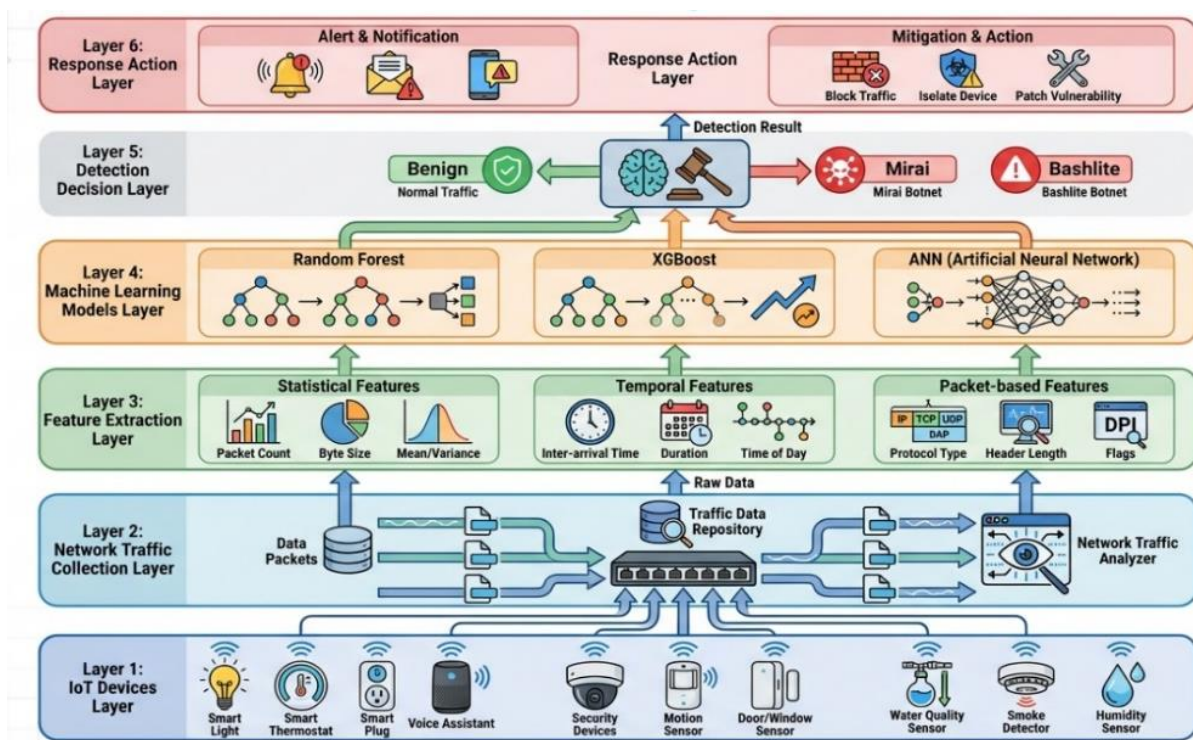 Layer 6:
Response Action
Layer
Alert & Notification
Response Action
Layer
Mitigation & Action
Block Traffic
Iselate Device
Patch Vulnerability
Detection Result
Layer 5:
Detection
Decision Layer
Benign
Normal Traffic
Mirai
Mirai Botnet
Bashlite
Bashlite Botnet
Layer 4:
Machine Learning
Models Layer
Random Forest
XGBoost
ANN (Artificial Neural Network)
Layer 3:
Feature Extraction
Layer
Statistical Features
Packet Count
Byte Size
Mean/Variance
Temporal Features
Inter-arrival Time
Duration
Time of Day
Packet-based Features
IP TCP UOP
DAP
Protocol Type
Header Length
DPI
Flags
Raw Data
Layer 2:
Network Traffic
Collection Layer
Data
Packets
Traffic Data
Repository
Network Traffic
Analyzer
Layer 1:
IoT Devices
Layer
Smart
Light
Smart
Thermostat
Smart
Plug
Voice Assistant
Security
Devices
Motion
Sensor
Door/Window
Sensor
Water Quality
Sensor
Smoke
Detector
Humidity
Sensor